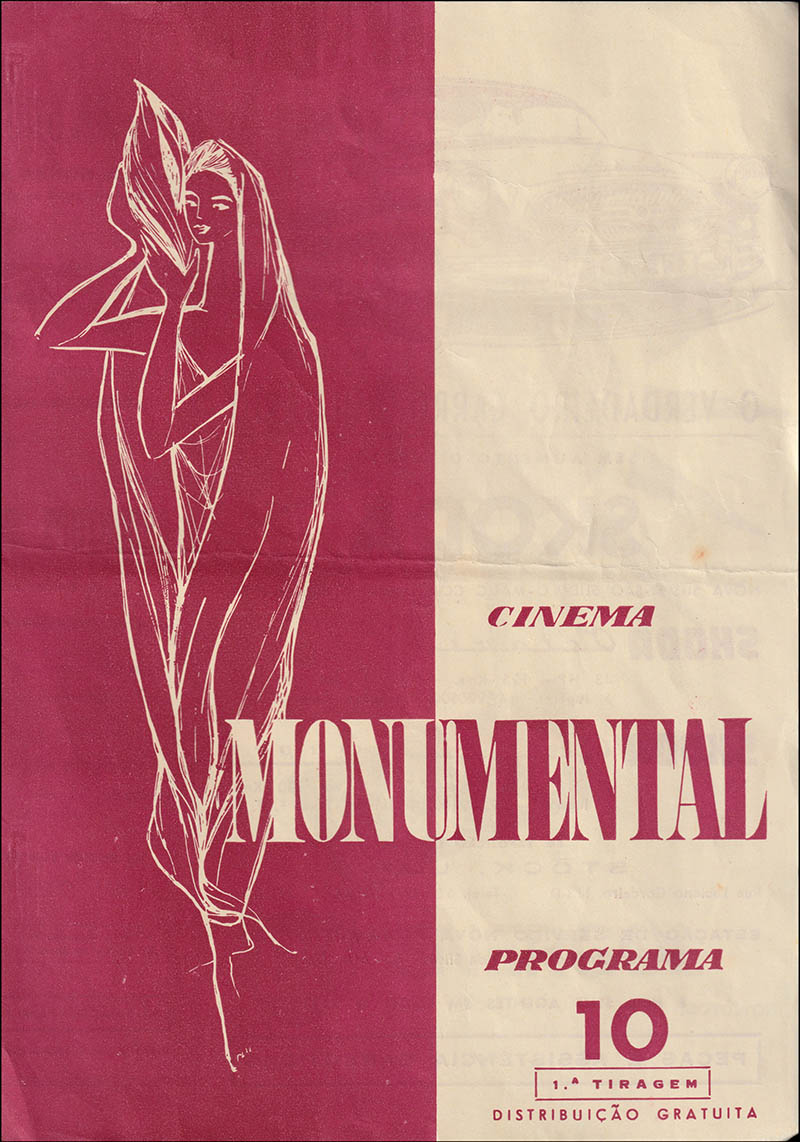 CINEMA
MONUMENTAL
PROGRAMA
10
1.ª TIRAGEM
DISTRIBUIÇÃO GRATUITA